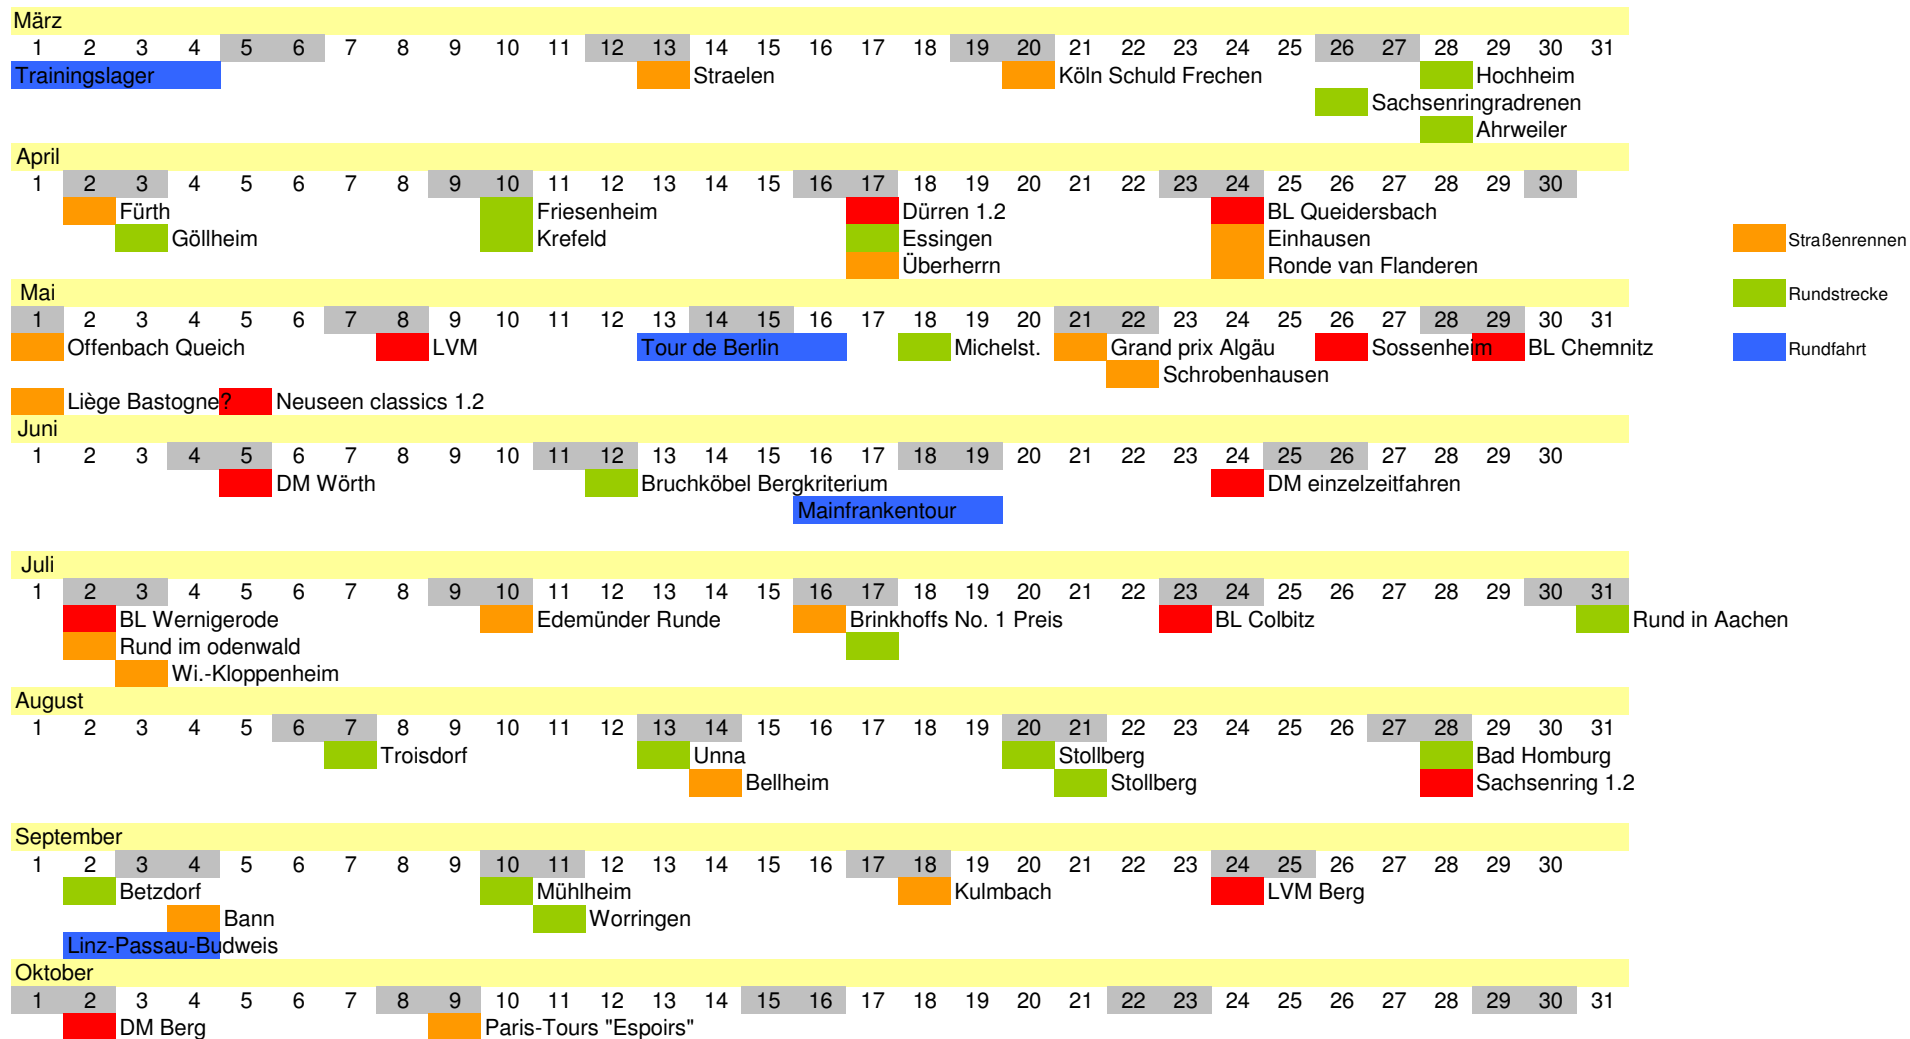 März
1 2 3 4 5 6 7 8 9 10 11 12 13 14 15 16 17 18 19 20 21 22 23 24 25 26 27 28 29 30 31
Trainingslager Straelen Köln Schuld Frechen Hochheim
Sachsenringradrenen
Ahrweiler
April
1 2 3 4 5 6 7 8 9 10 11 12 13 14 15 16 17 18 19 20 21 22 23 24 25 26 27 28 29 30
Fürth Friesenheim Dürren 1.2 BL Queidersbach
Göllheim Krefeld Essingen Einhausen Straßenrennen
Überherrn Ronde van Flanderen
Mai Rundstrecke
1 2 3 4 5 6 7 8 9 10 11 12 13 14 15 16 17 18 19 20 21 22 23 24 25 26 27 28 29 30 31
Offenbach Queich LVM Tour de Berlin Michelst. Grand prix Algäu Sossenheim BL Chemnitz Rundfahrt
Schrobenhausen
Liège Bastogne? Neuseen classics 1.2
Juni
1 2 3 4 5 6 7 8 9 10 11 12 13 14 15 16 17 18 19 20 21 22 23 24 25 26 27 28 29 30
DM Wörth Bruchköbel Bergkriterium DM einzelzeitfahren
Mainfrankentour
Juli
1 2 3 4 5 6 7 8 9 10 11 12 13 14 15 16 17 18 19 20 21 22 23 24 25 26 27 28 29 30 31
BL Wernigerode Edemünder Runde Brinkhoffs No. 1 Preis BL Colbitz Rund in Aachen
Rund im odenwald
Wi.-Kloppenheim
August
1 2 3 4 5 6 7 8 9 10 11 12 13 14 15 16 17 18 19 20 21 22 23 24 25 26 27 28 29 30 31
Troisdorf Unna Stollberg Bad Homburg
Bellheim Stollberg Sachsenring 1.2
September
1 2 3 4 5 6 7 8 9 10 11 12 13 14 15 16 17 18 19 20 21 22 23 24 25 26 27 28 29 30
Betzdorf Mühlheim Kulmbach LVM Berg
Bann Worringen
Linz-Passau-Budweis
Oktober
1 2 3 4 5 6 7 8 9 10 11 12 13 14 15 16 17 18 19 20 21 22 23 24 25 26 27 28 29 30 31
DM Berg Paris-Tours "Espoirs"